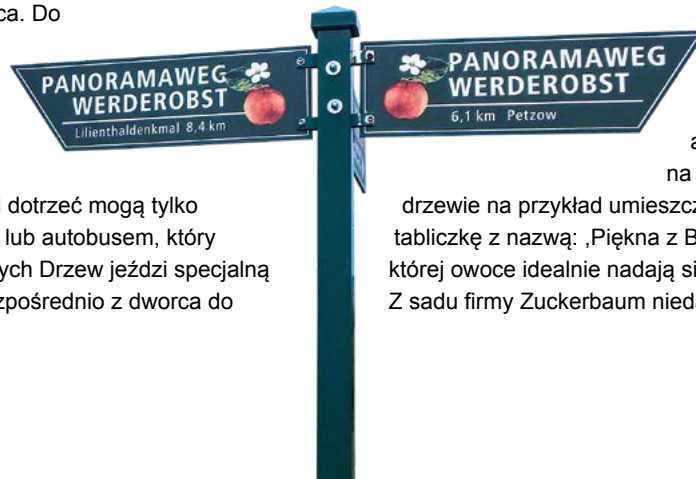 ca. Do
PANORAMAWEG
WERDEROBST
Lilienthaldenkmal 8,4 km
PANORAMAWEG
WERDEROBST
6,1 km Petzow
na
i dotrzeć mogą tylko
lub autobusem, który
ych Drzew jeździ specjalną
zpośrednio z dworca do
drzewie na przykład umieszcz
tabliczkę z nazwą: ‚Piękna z B
której owoce idealnie nadają si
Z sadu firmy Zuckerbaum nied